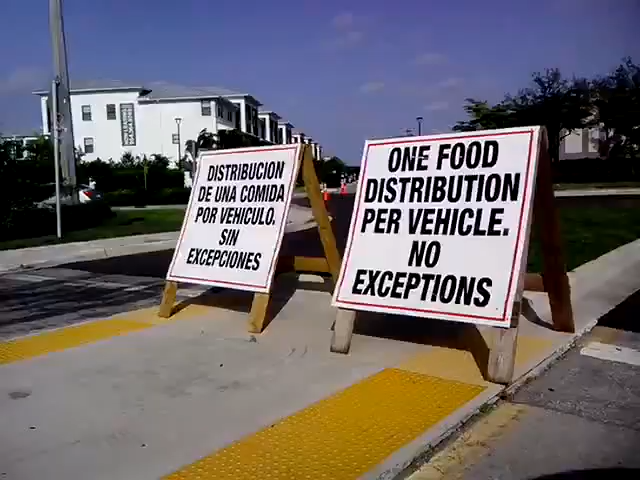 DISTRIBUCION
DE UNA COMIDA
POR VEHICULO.
SIN
EXCEPCIONES
ONE FOOD
DISTRIBUTION
PER VEHICLE.
NO
EXCEPTIONS